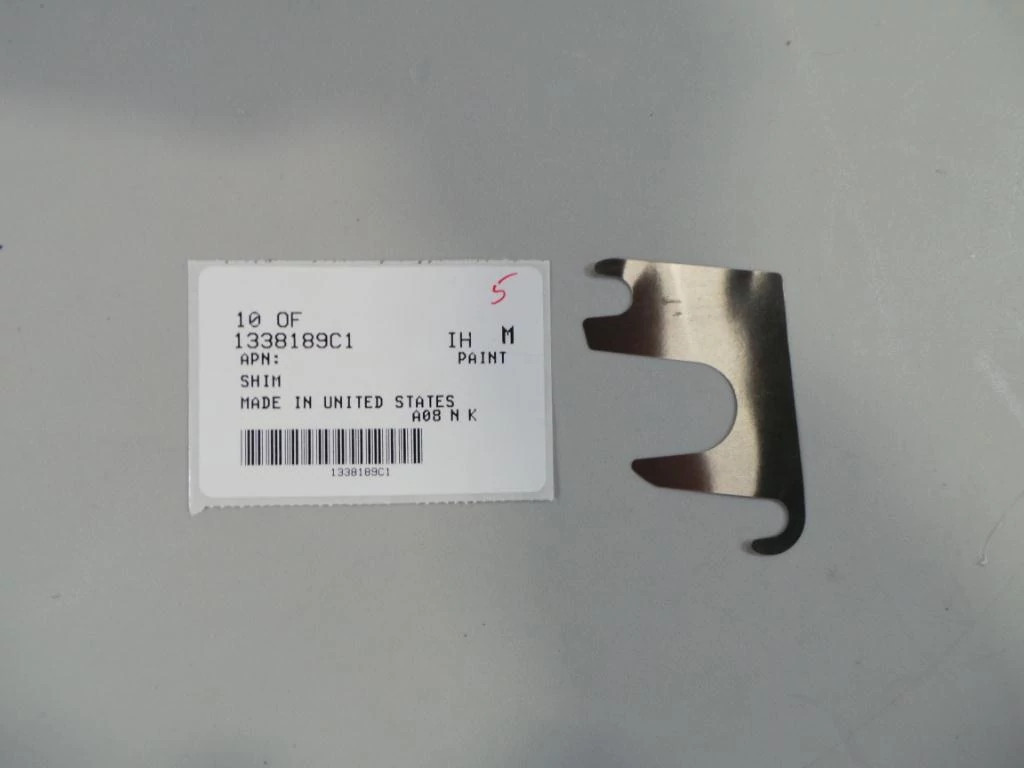 5
10 OF
1338189C1 IH M
APN: PAINT
SHIM
MADE IN UNITED STATES
A08 N K
1338189C1